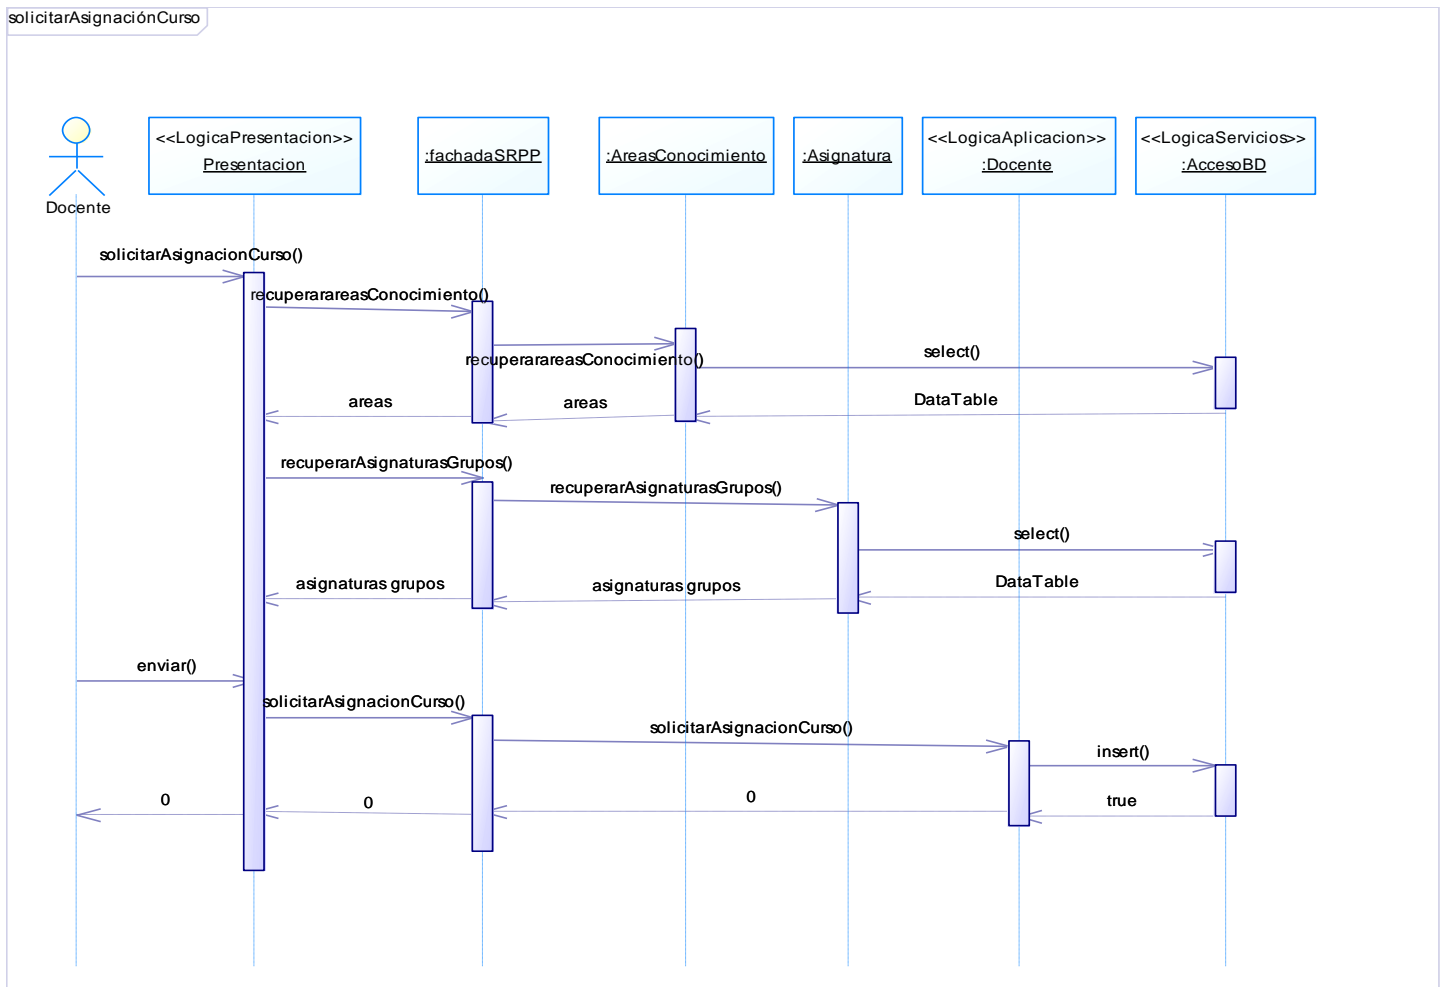 solicitarAsignaciónCurso
<<LogicaPresentacion>>
Presentacion
:fachadaSRPP
:AreasConocimiento
:Asignatura
<<LogicaAplicacion>>
:Docente
<<LogicaServicios>>
:AccesoBD
Docente
solicitarAsignacionCurso()
recuperarareasConocimiento()
recuperarareasConocimiento()
select()
areas
areas
DataTable
recuperarAsignaturasGrupos()
recuperarAsignaturasGrupos()
select()
asignaturas grupos
asignaturas grupos
DataTable
enviar()
solicitarAsignacionCurso()
solicitarAsignacionCurso()
insert()
0
0
0
true